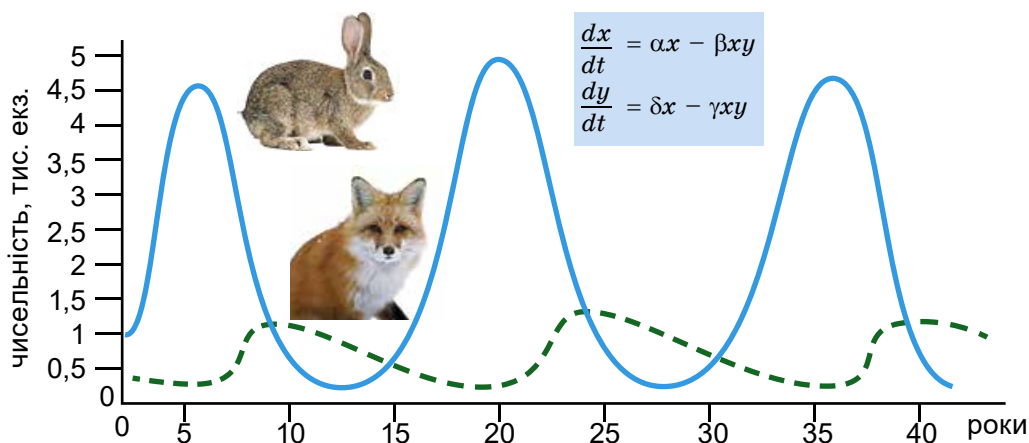 dx/dt = αx − βxy
dy/dt = δx − γxy
чисельність, тис. екз.
5
4,5
4
3,5
3
2,5
2
1,5
1
0,5
0
0 5 10 15 20 25 30 35 40 роки